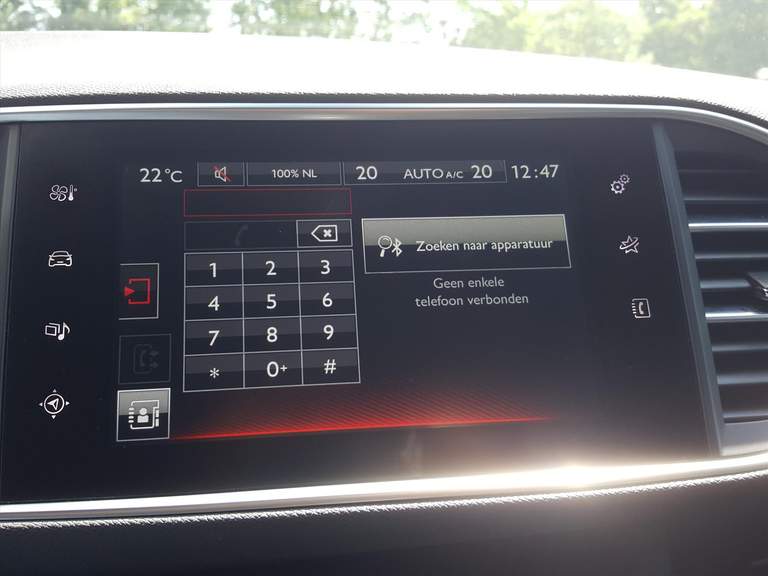 22 °C 100% NL 20 AUTO A/C 20 12:47
Zoeken naar apparatuur
Geen enkele
telefoon verbonden
1 2 3
4 5 6
7 8 9
* 0+ #